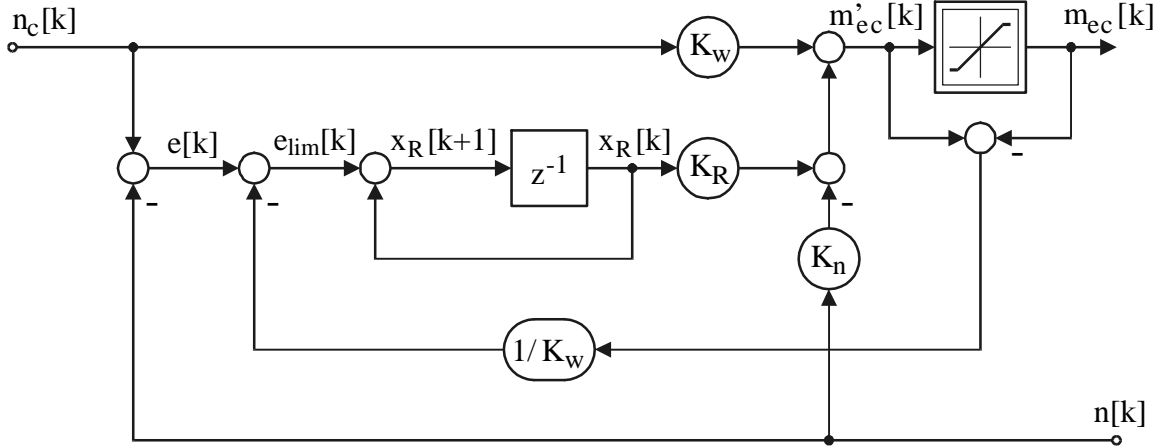 n_c[k]
m'_ec[k]
m_ec[k]
K_w
e[k]
e_lim[k]
x_R[k+1]
x_R[k]
z^-1
K_R
-
-
-
-
K_n
1/K_w
n[k]